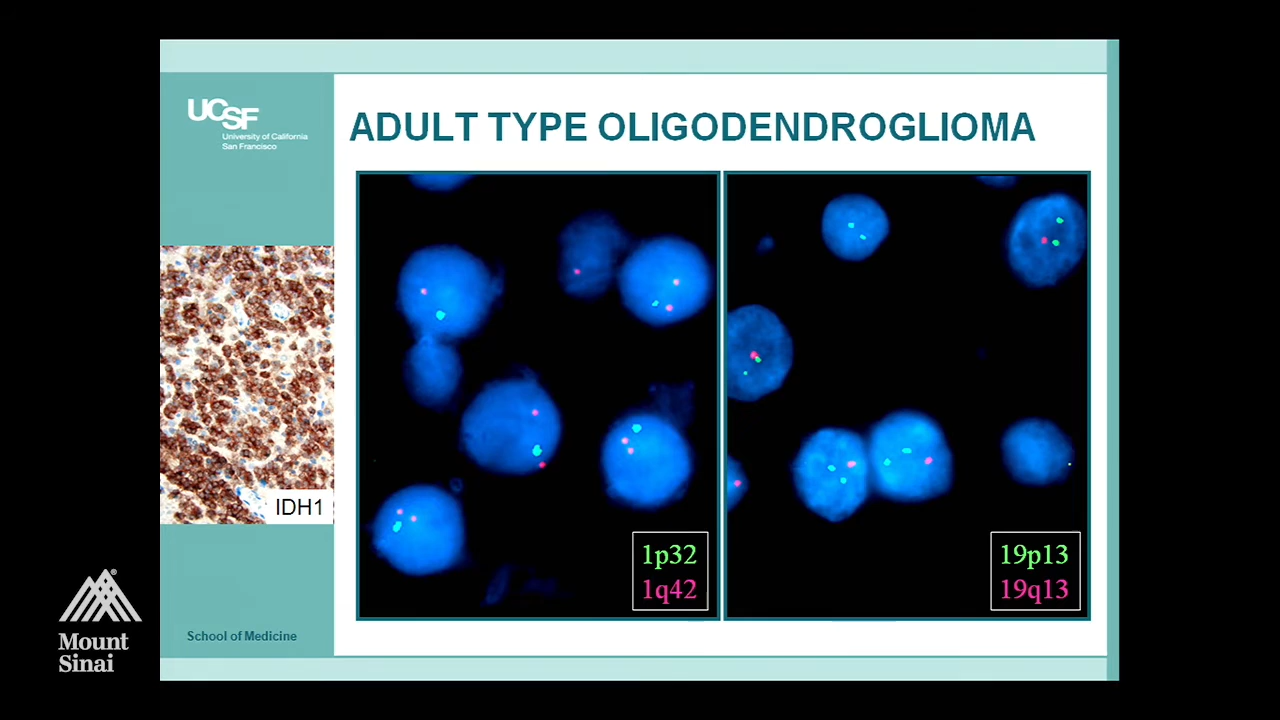 UCSF
University of California
San Francisco
ADULT TYPE OLIGODENDROGLIOMA
IDH1
1p32
1q42
19p13
19q13
School of Medicine
®
Mount
Sinai